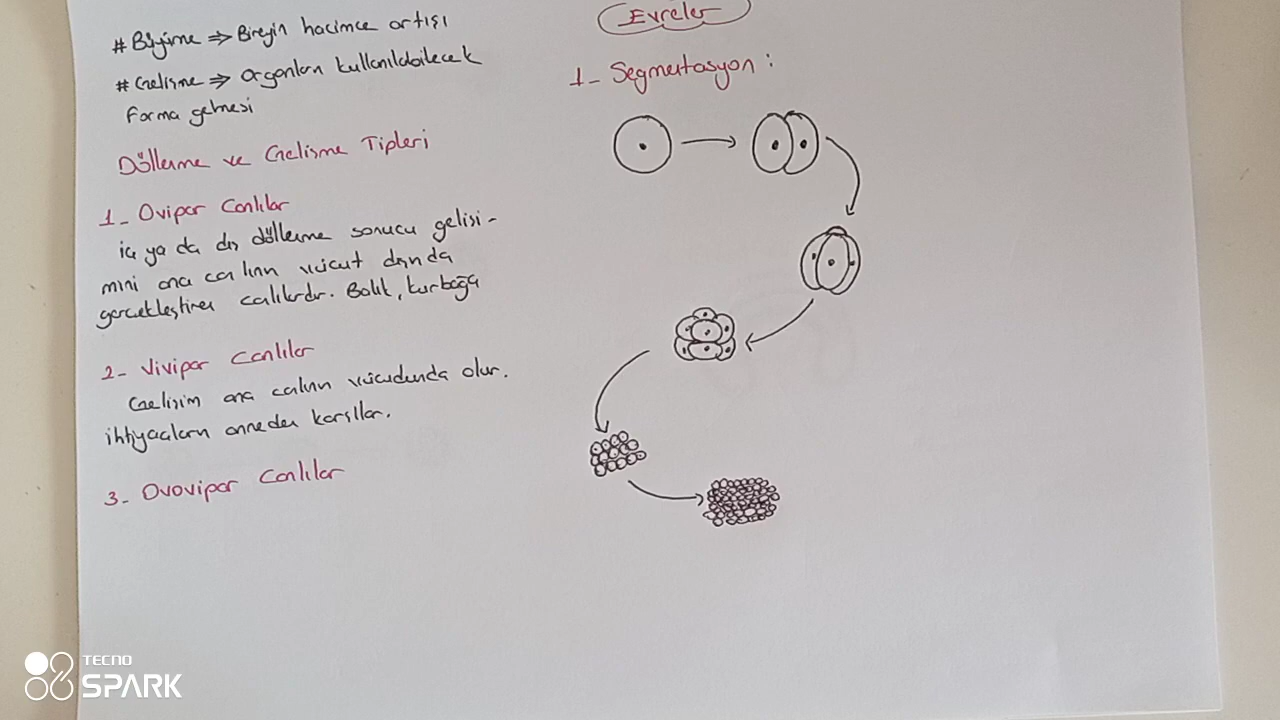 # Büyüme ⇒ Bireyin hacimce artışı
# Gelişme ⇒ Organların kullanılabilecek
forma gelmesi
Döllenme ve Gelişme Tipleri
1- Ovipar Canlılar
iç ya da dış döllenme sonucu gelişi-
mini ana canlının vücut dışında
gerçekleştiren canlılardır. Balık, kurbağa
2- Vivipar Canlılar
Gelişim ana canlının vücudunda olur.
ihtiyaçlarını anneden karşılar.
3- Ovovipar Canlılar
Evreler
1- Segmentasyon :
TECNO
SPARK